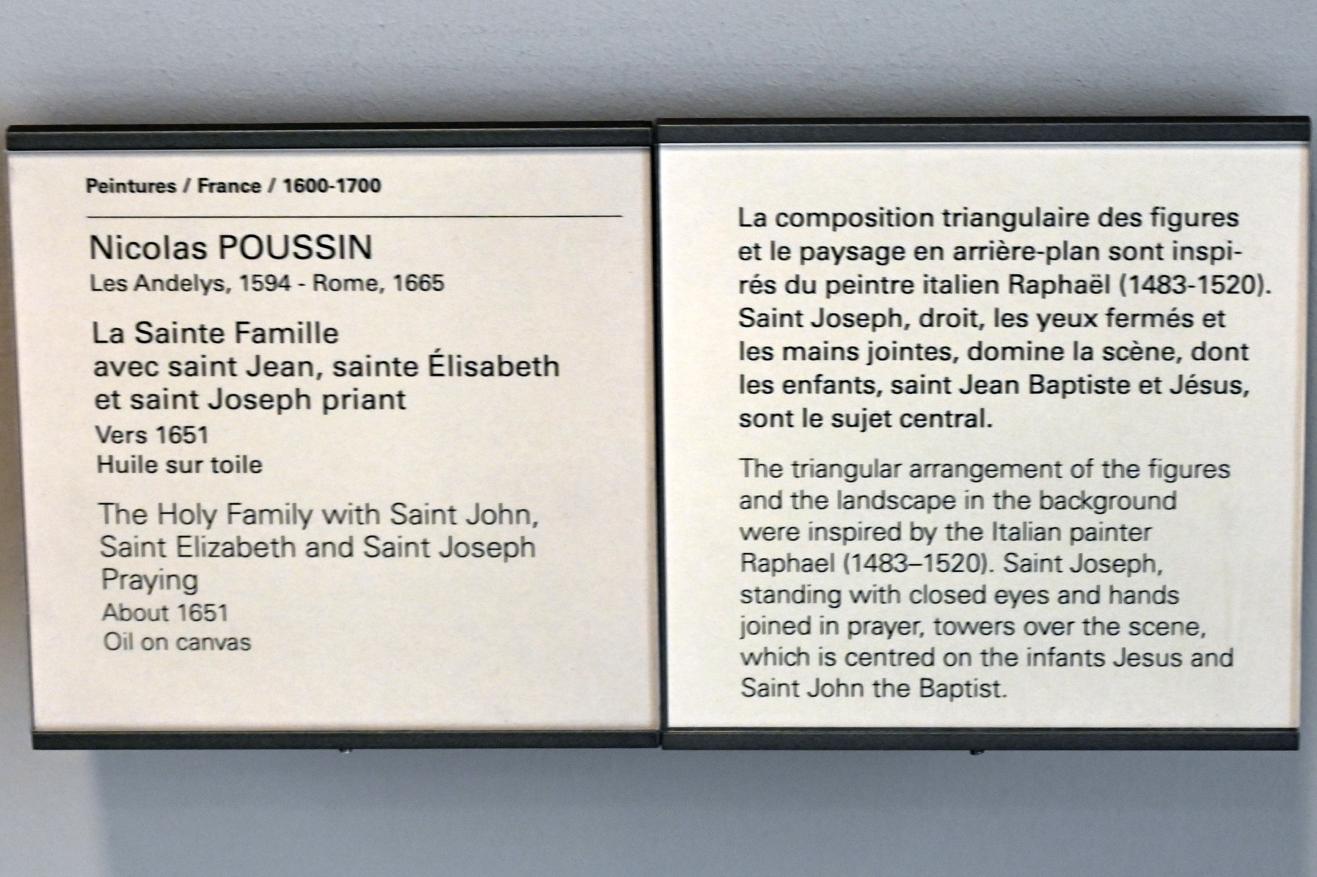 Peintures / France / 1600-1700
Nicolas POUSSIN
Les Andelys, 1594 - Rome, 1665
La Sainte Famille
avec saint Jean, sainte Élisabeth
et saint Joseph priant
Vers 1651
Huile sur toile
The Holy Family with Saint John,
Saint Elizabeth and Saint Joseph
Praying
About 1651
Oil on canvas
La composition triangulaire des figures
et le paysage en arrière-plan sont inspi-
rés du peintre italien Raphaël (1483-1520).
Saint Joseph, droit, les yeux fermés et
les mains jointes, domine la scène, dont
les enfants, saint Jean Baptiste et Jésus,
sont le sujet central.
The triangular arrangement of the figures
and the landscape in the background
were inspired by the Italian painter
Raphael (1483–1520). Saint Joseph,
standing with closed eyes and hands
joined in prayer, towers over the scene,
which is centred on the infants Jesus and
Saint John the Baptist.